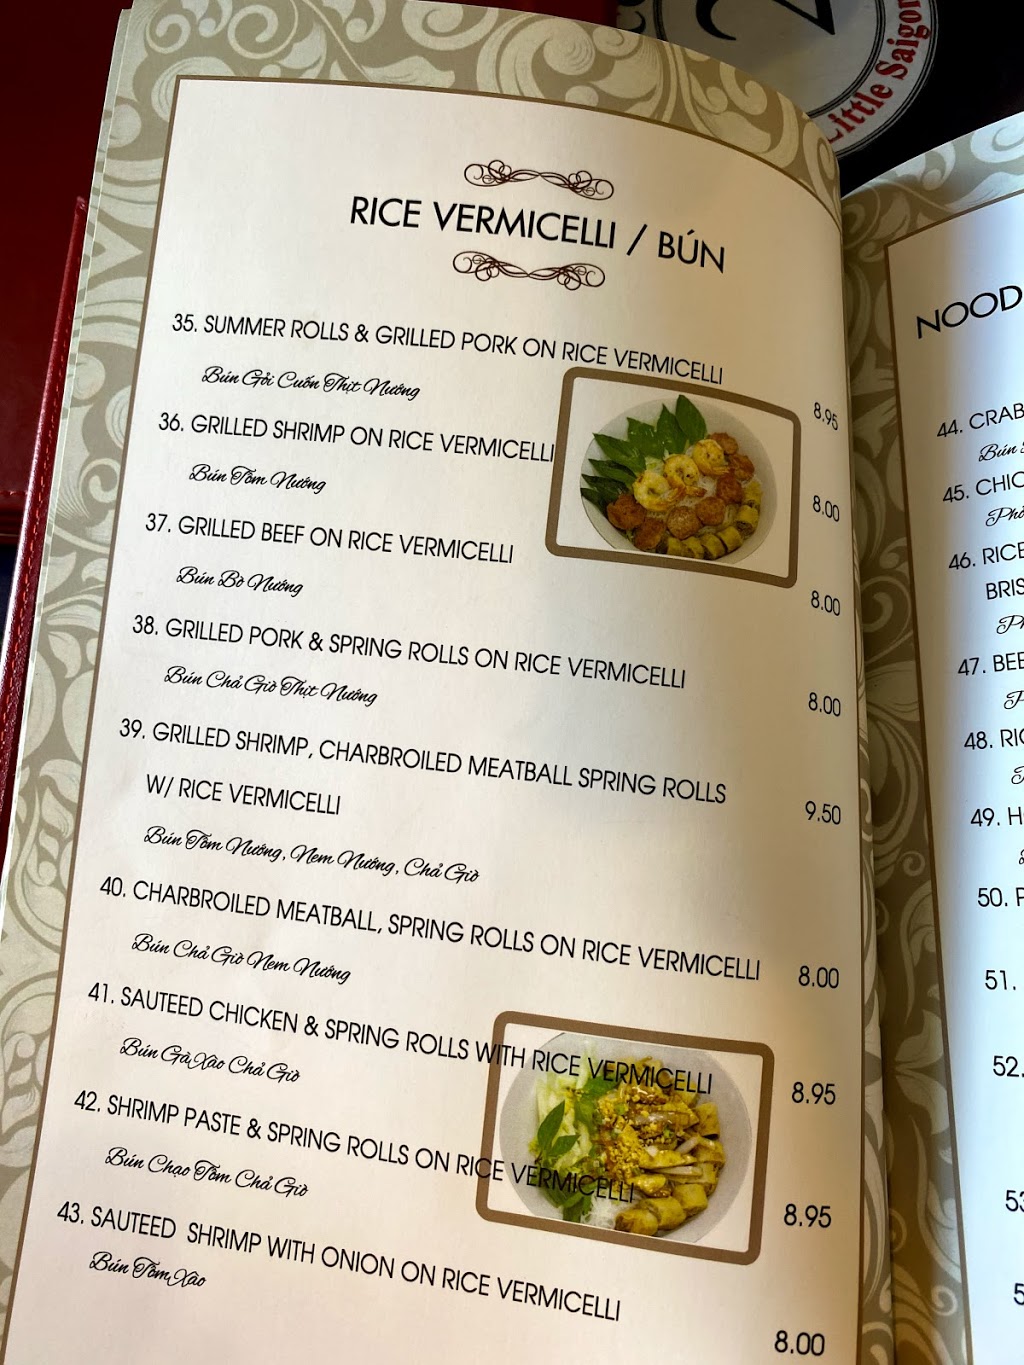 Little Saigon
RICE VERMICELLI / BÚN
35. SUMMER ROLLS & GRILLED PORK ON RICE VERMICELLI
Bún Gỏi Cuốn Thịt Nướng
8.95
36. GRILLED SHRIMP ON RICE VERMICELLI
Bún Tôm Nướng
8.00
37. GRILLED BEEF ON RICE VERMICELLI
Bún Bò Nướng
8.00
38. GRILLED PORK & SPRING ROLLS ON RICE VERMICELLI
Bún Chả Giò Thịt Nướng
8.00
39. GRILLED SHRIMP, CHARBROILED MEATBALL SPRING ROLLS
W/ RICE VERMICELLI
9.50
Bún Tôm Nướng, Nem Nướng, Chả Giò
40. CHARBROILED MEATBALL, SPRING ROLLS ON RICE VERMICELLI 8.00
Bún Chả Giò Nem Nướng
41. SAUTEED CHICKEN & SPRING ROLLS WITH RICE VERMICELLI 8.95
Bún Gà Xào Chả Giò
42. SHRIMP PASTE & SPRING ROLLS ON RICE VERMICELLI 8.95
Bún Chạo Tôm Chả Giò
43. SAUTEED SHRIMP WITH ONION ON RICE VERMICELLI 8.00
Bún Tôm Xào
NOOD
44. CRAB
Bún
45. CHIC
Phở
46. RICE
BRIS
47. BEE
48. RIC
49. H
50.
51.
52.